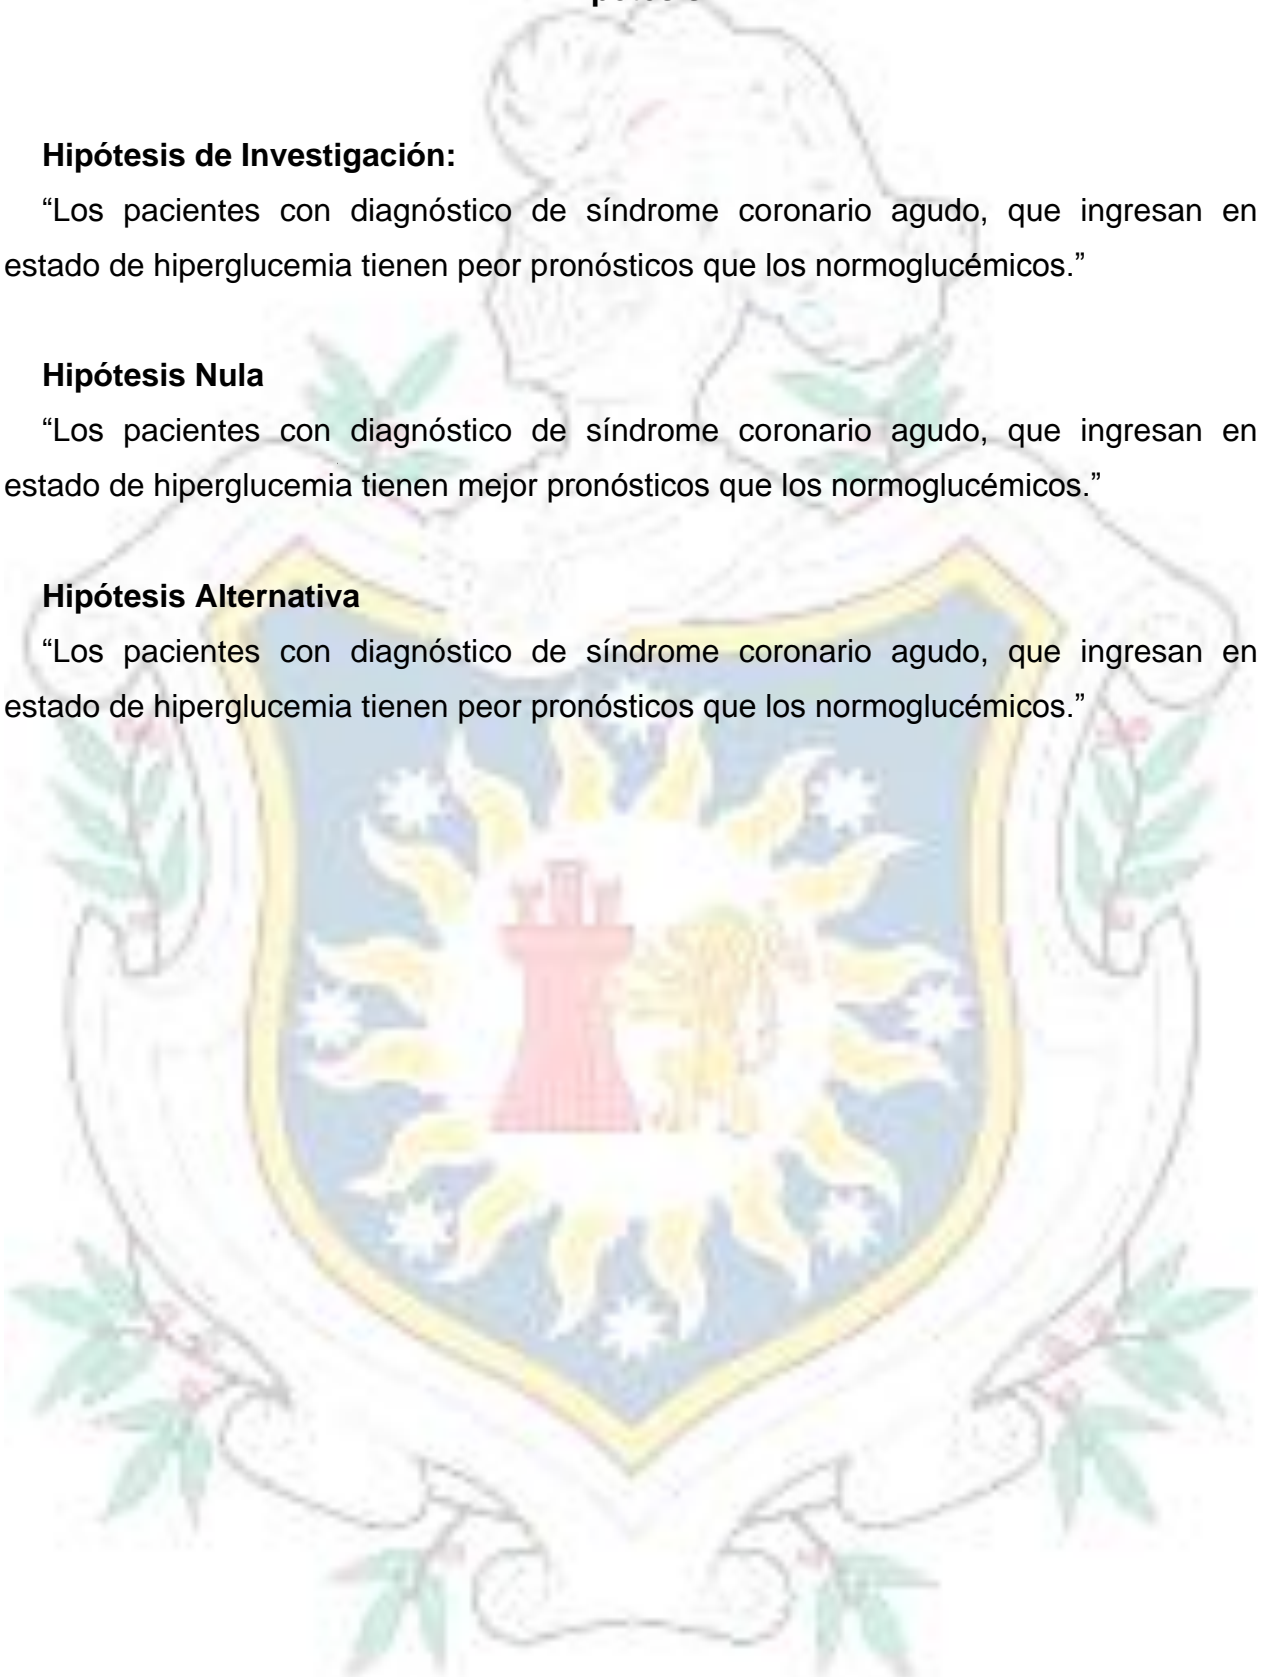 Hipótesis de Investigación:
“Los pacientes con diagnóstico de síndrome coronario agudo, que ingresan en
estado de hiperglucemia tienen peor pronósticos que los normoglucémicos.”
Hipótesis Nula
“Los pacientes con diagnóstico de síndrome coronario agudo, que ingresan en
estado de hiperglucemia tienen mejor pronósticos que los normoglucémicos.”
Hipótesis Alternativa
“Los pacientes con diagnóstico de síndrome coronario agudo, que ingresan en
estado de hiperglucemia tienen peor pronósticos que los normoglucémicos.”